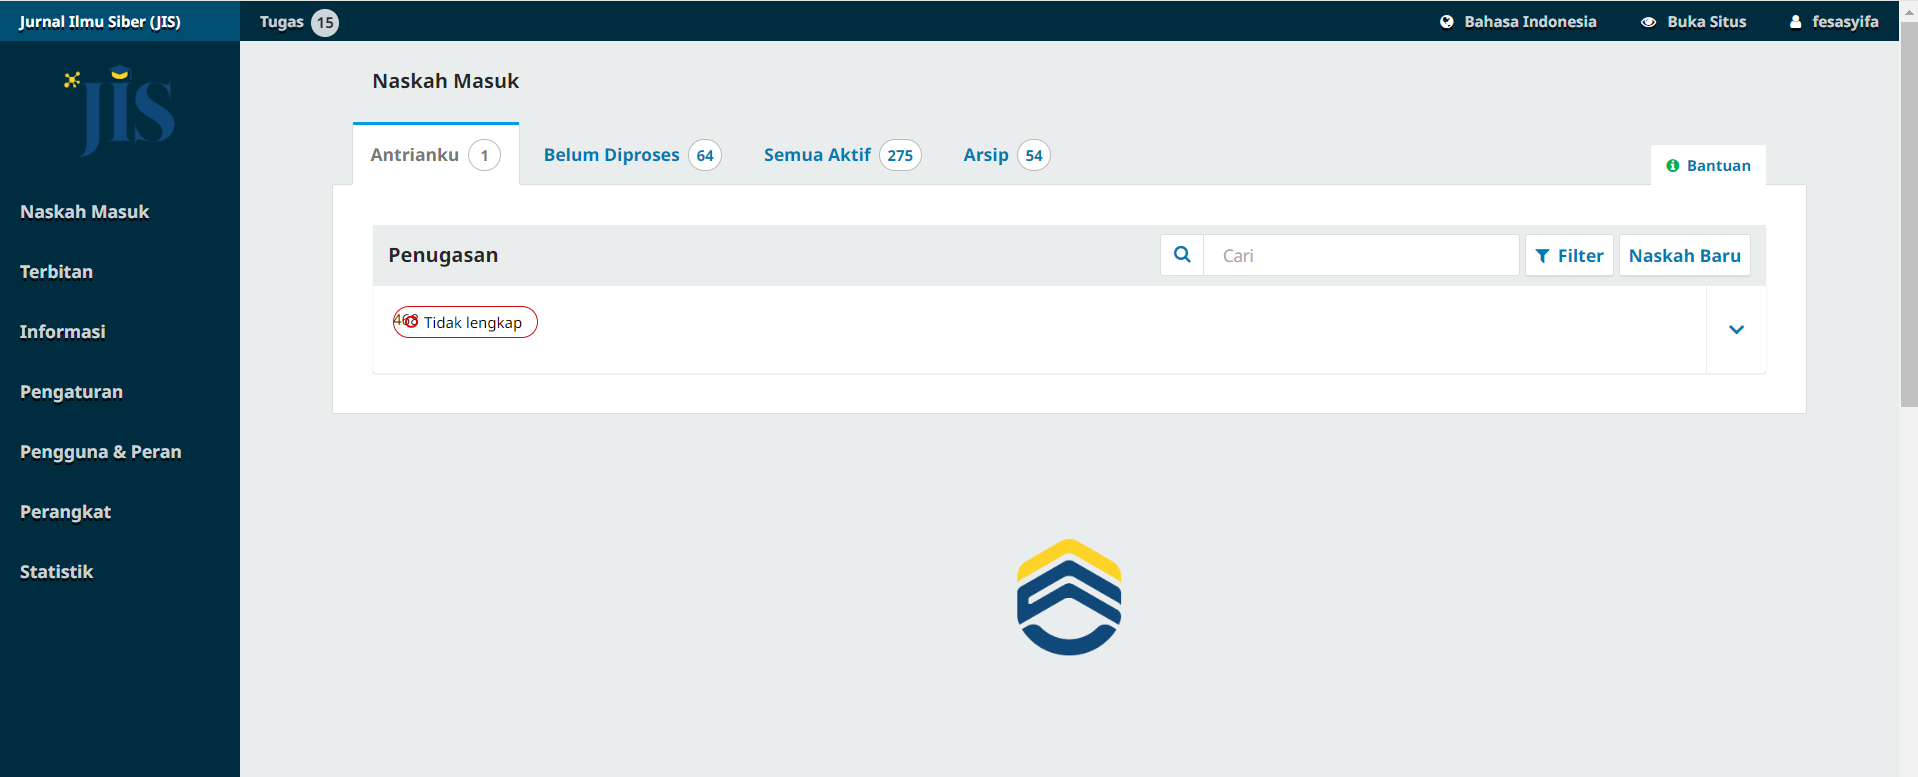 Jurnal Ilmu Siber (JIS)
Tugas 15
Bahasa Indonesia
Buka Situs
fesasyifa
JIS
Naskah Masuk
Terbitan
Informasi
Pengaturan
Pengguna & Peran
Perangkat
Statistik
Naskah Masuk
Antrianku 1
Belum Diproses 64
Semua Aktif 275
Arsip 54
Bantuan
Penugasan
Cari
Filter
Naskah Baru
468 Tidak lengkap